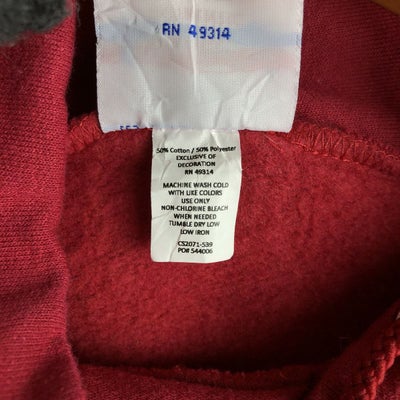 RN 49314
50% Cotton / 50% Polyester
EXCLUSIVE OF
DECORATION
RN 49314
MACHINE WASH COLD
WITH LIKE COLORS
USE ONLY
NON-CHLORINE BLEACH
WHEN NEEDED
TUMBLE DRY LOW
LOW IRON
CS2071-539
PO# 544006